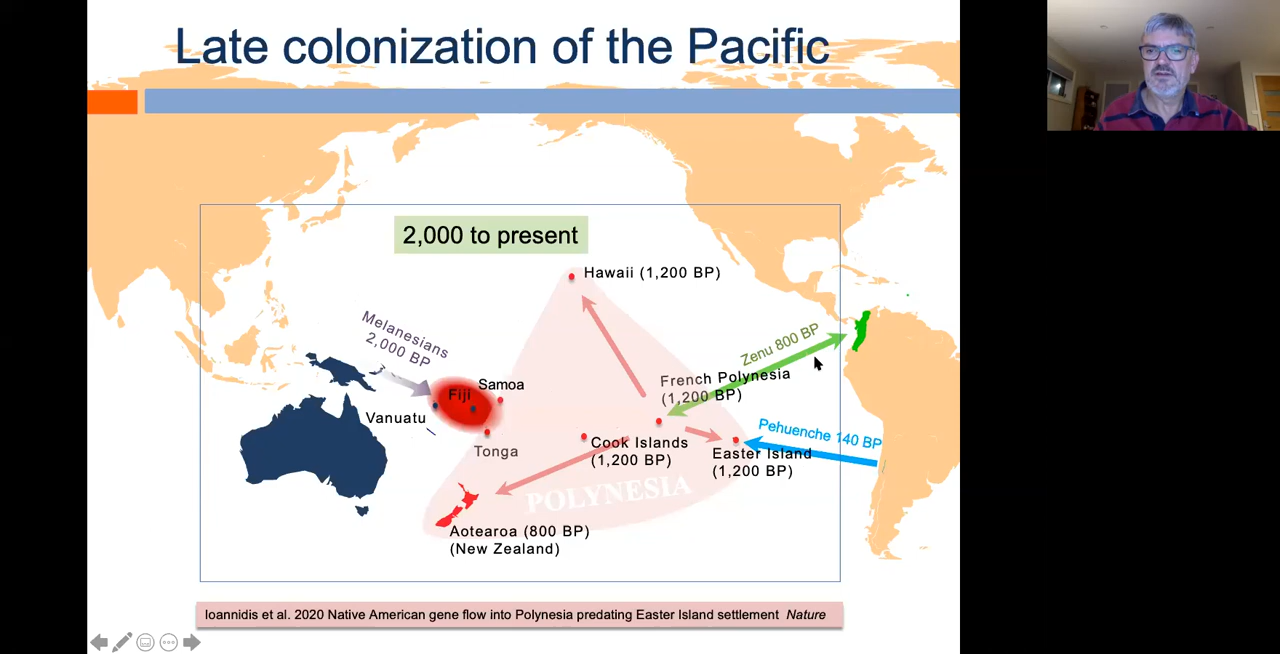 Late colonization of the Pacific
2,000 to present
Hawaii (1,200 BP)
Melanesians
2,000 BP
Zenu 800 BP
Fiji
Samoa
French Polynesia
(1,200 BP)
Vanuatu
Pehuenche 140 BP
Tonga
Cook Islands
(1,200 BP)
Easter Island
(1,200 BP)
POLYNESIA
Aotearoa (800 BP)
(New Zealand)
Ioannidis et al. 2020 Native American gene flow into Polynesia predating Easter Island settlement Nature